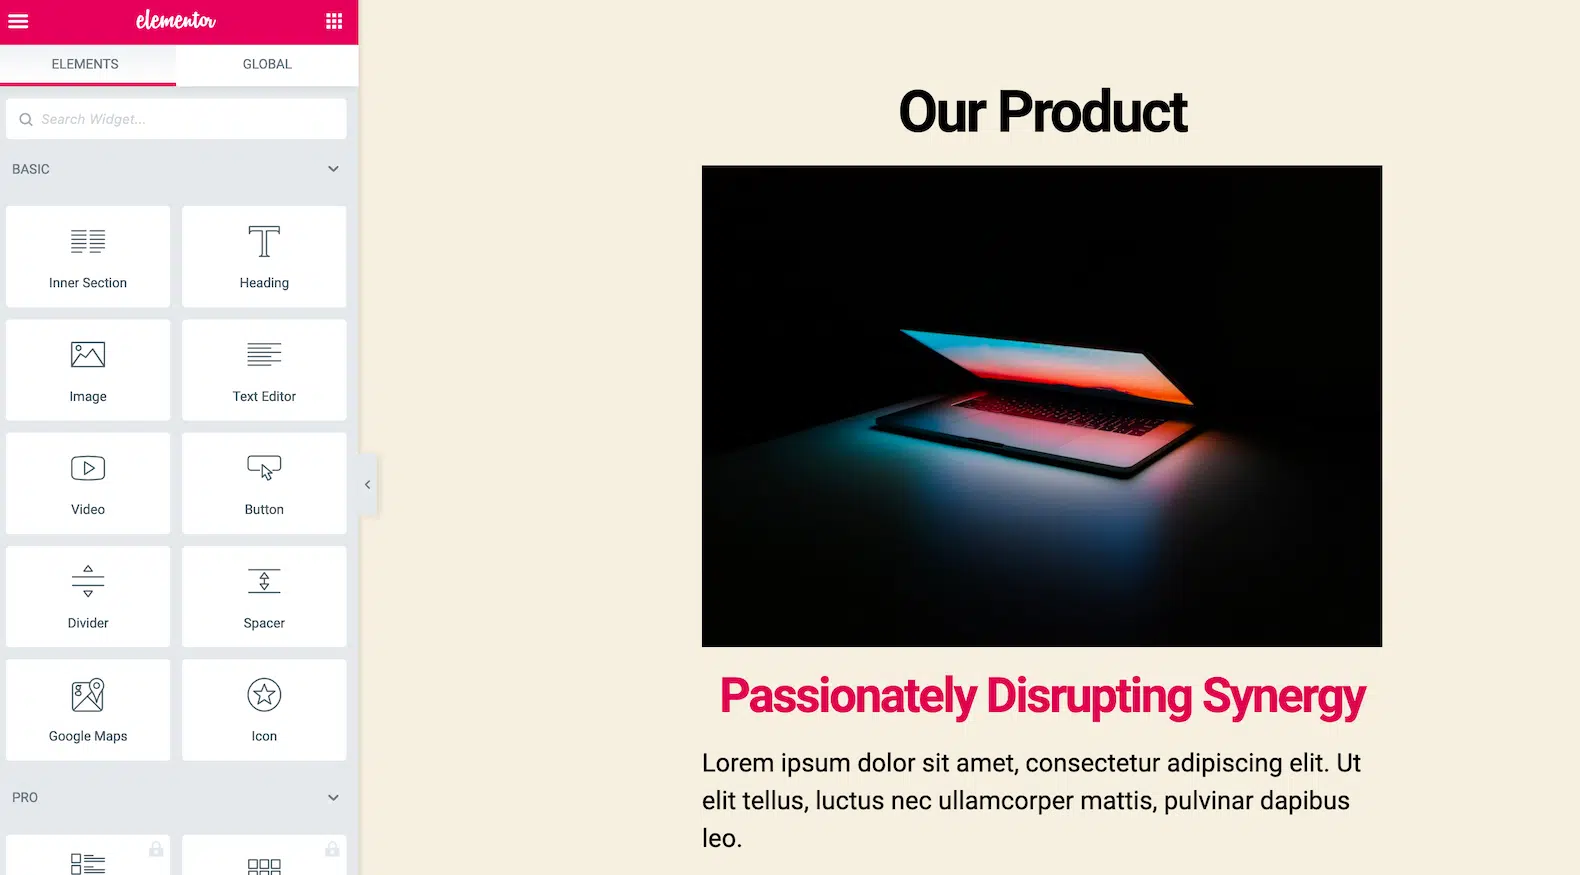 elementor
ELEMENTS
GLOBAL
Search Widget...
BASIC
Inner Section
Heading
Image
Text Editor
Video
Button
Divider
Spacer
Google Maps
Icon
PRO
Our Product
Passionately Disrupting Synergy
Lorem ipsum dolor sit amet, consectetur adipiscing elit. Ut
elit tellus, luctus nec ullamcorper mattis, pulvinar dapibus
leo.